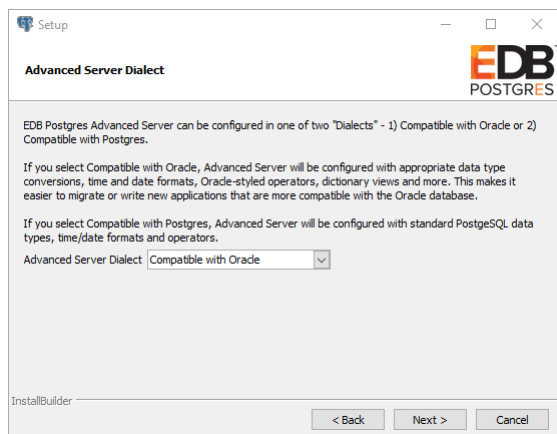 Setup
Advanced Server Dialect
EDB
POSTGRES
EDB Postgres Advanced Server can be configured in one of two "Dialects" - 1) Compatible with Oracle or 2)
Compatible with Postgres.
If you select Compatible with Oracle, Advanced Server will be configured with appropriate data type
conversions, time and date formats, Oracle-styled operators, dictionary views and more. This makes it
easier to migrate or write new applications that are more compatible with the Oracle database.
If you select Compatible with Postgres, Advanced Server will be configured with standard PostgeSQL data
types, time/date formats and operators.
Advanced Server Dialect Compatible with Oracle
InstallBuilder
< Back Next > Cancel